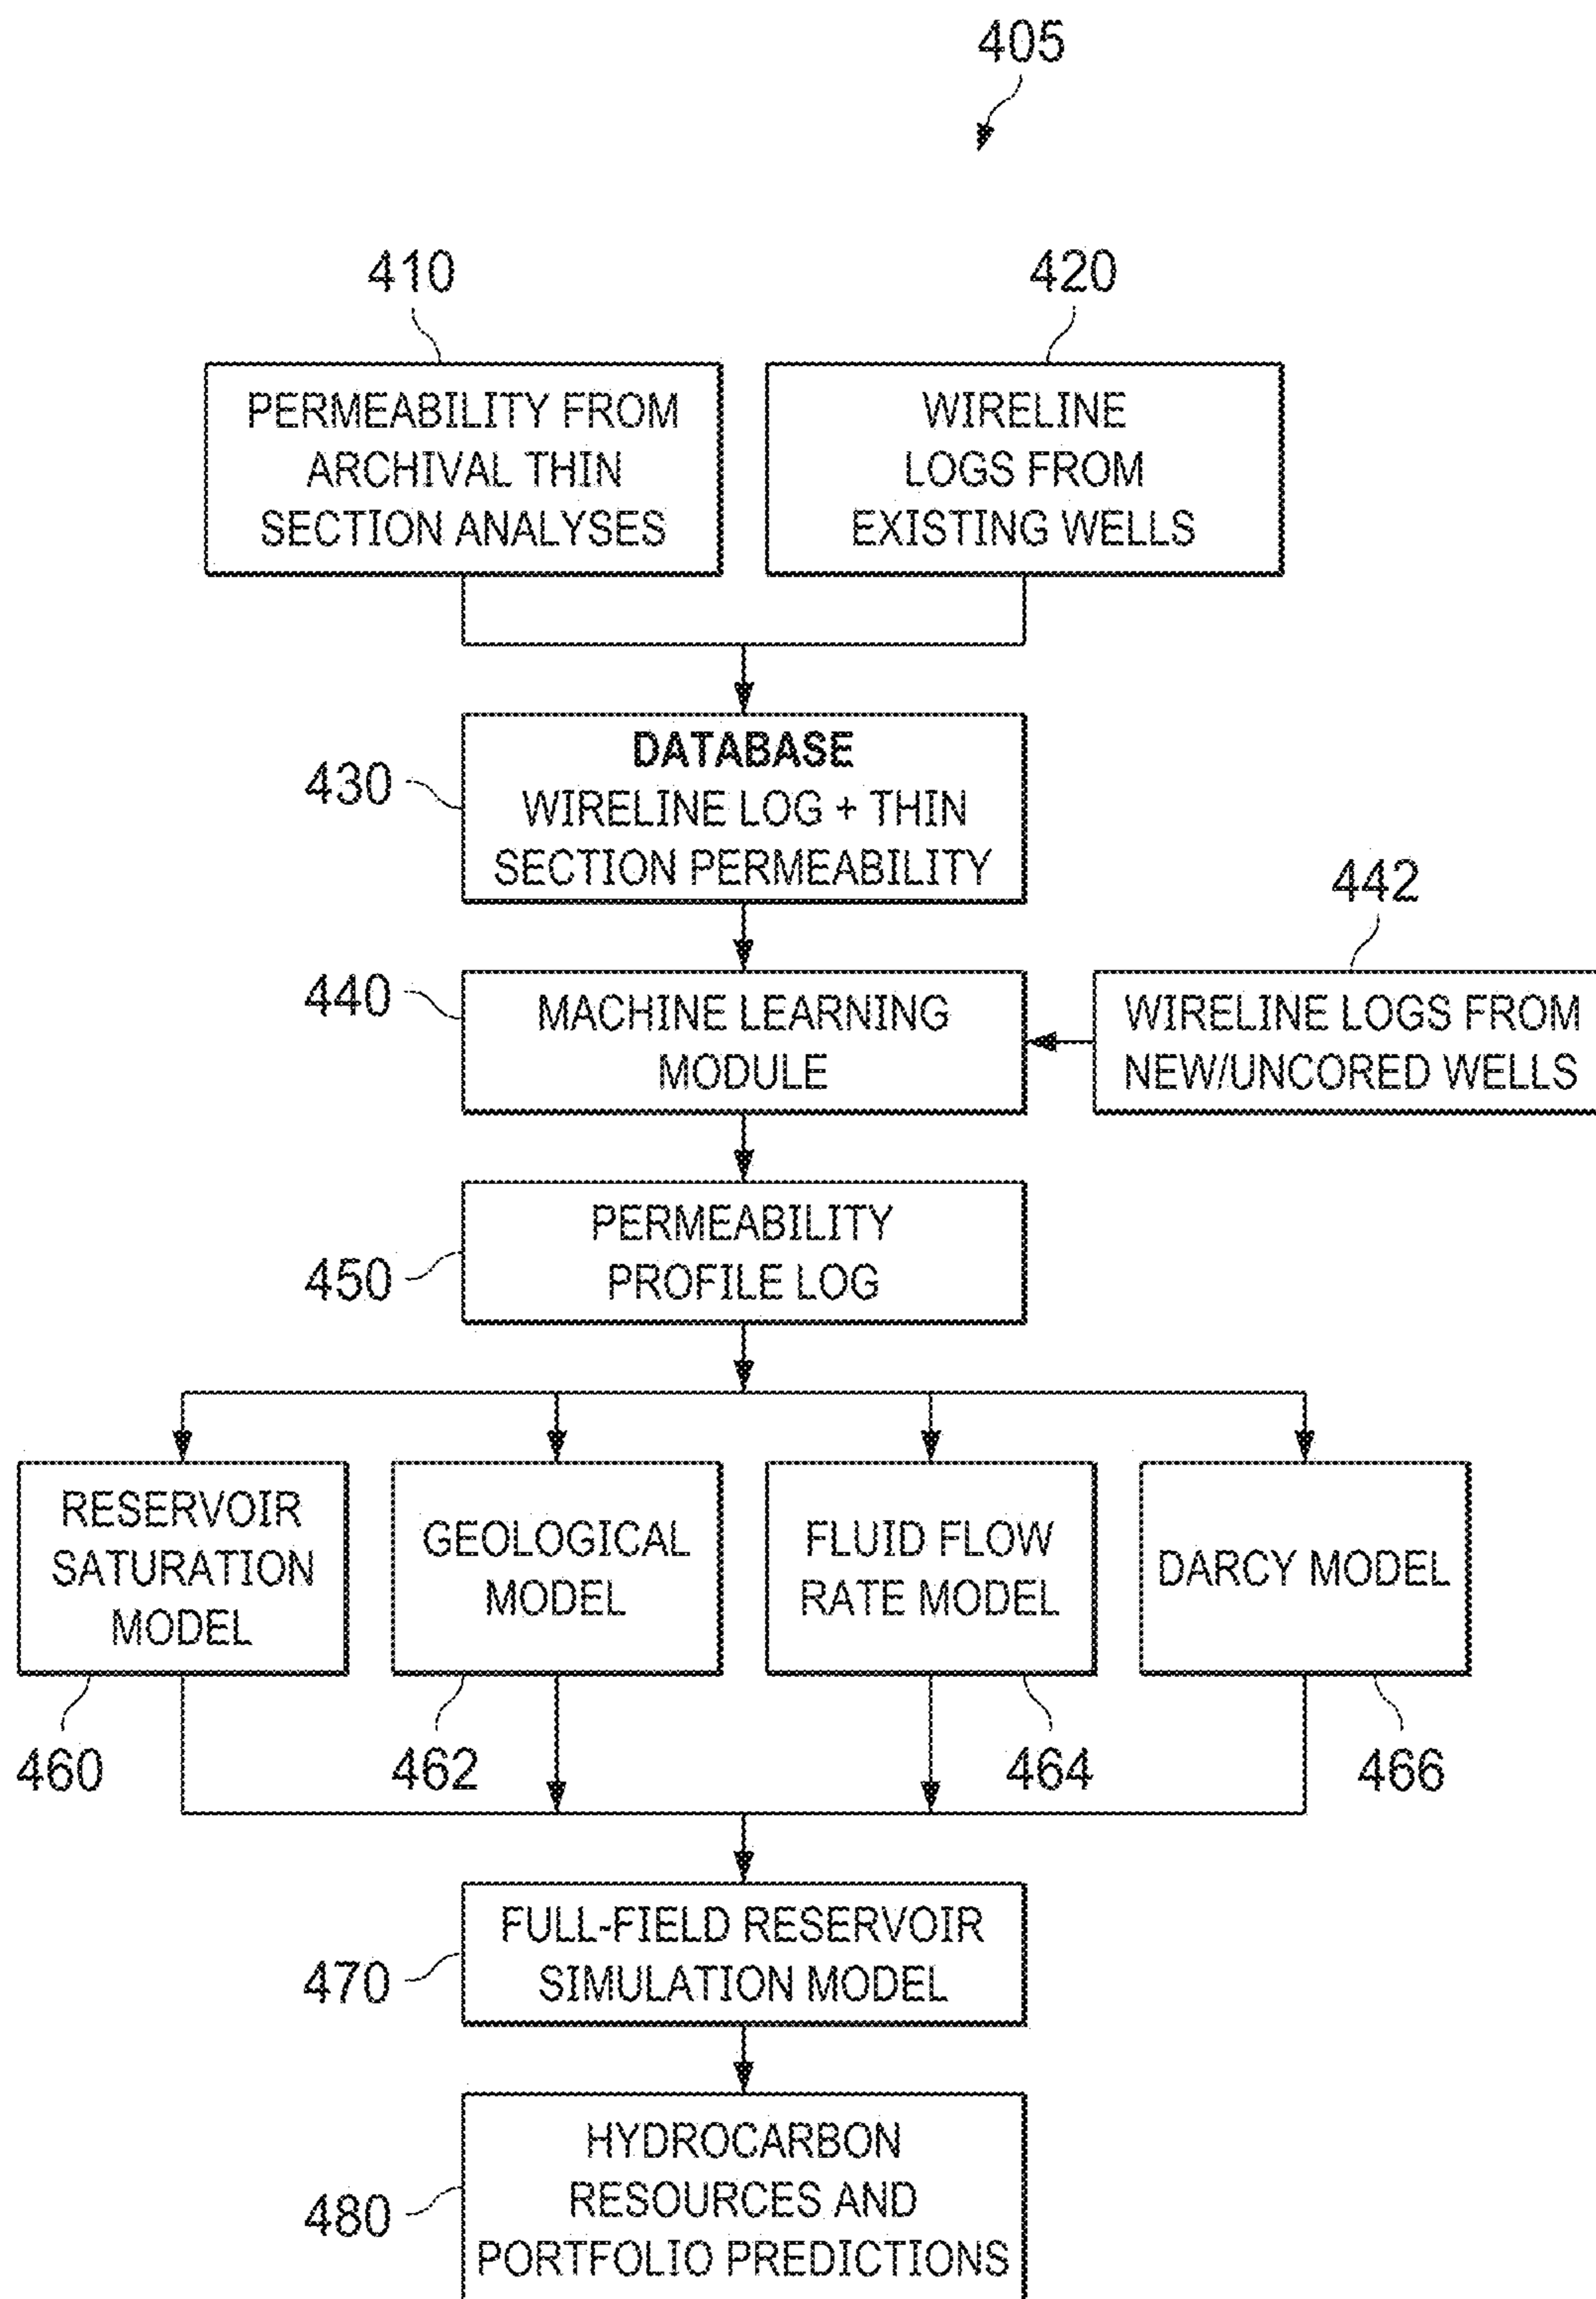 405
410
420
PERMEABILITY FROM
ARCHIVAL THIN
SECTION ANALYSES
WIRELINE
LOGS FROM
EXISTING WELLS
430
DATABASE
WIRELINE LOG + THIN
SECTION PERMEABILITY
442
440
MACHINE LEARNING
MODULE
WIRELINE LOGS FROM
NEW/UNCORED WELLS
450
PERMEABILITY
PROFILE LOG
RESERVOIR
SATURATION
MODEL
GEOLOGICAL
MODEL
FLUID FLOW
RATE MODEL
DARCY MODEL
460
462
464
466
470
FULL-FIELD RESERVOIR
SIMULATION MODEL
480
HYDROCARBON
RESOURCES AND
PORTFOLIO PREDICTIONS